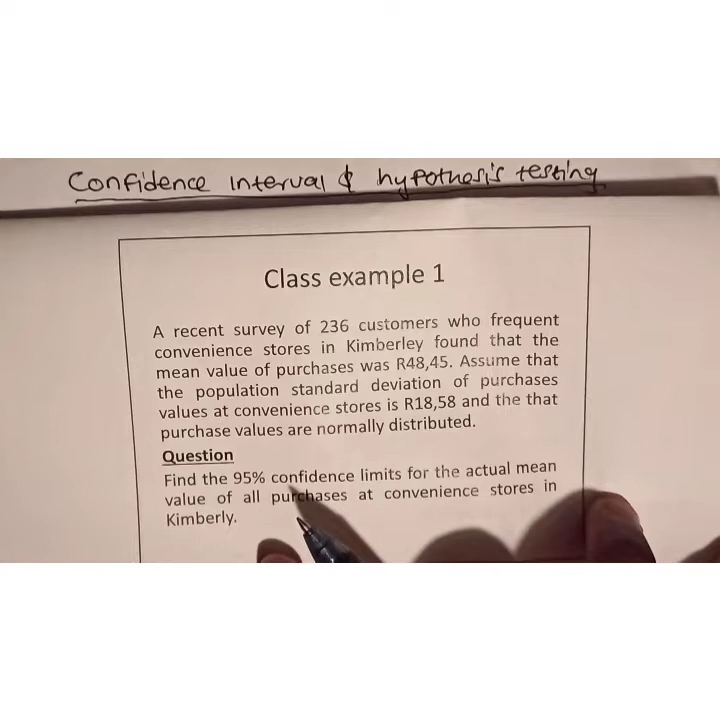 Confidence interval & hypothesis testing
Class example 1
A recent survey of 236 customers who frequent
convenience stores in Kimberley found that the
mean value of purchases was R48,45. Assume that
the population standard deviation of purchases
values at convenience stores is R18,58 and the that
purchase values are normally distributed.
Question
Find the 95% confidence limits for the actual mean
value of all purchases at convenience stores in
Kimberly.